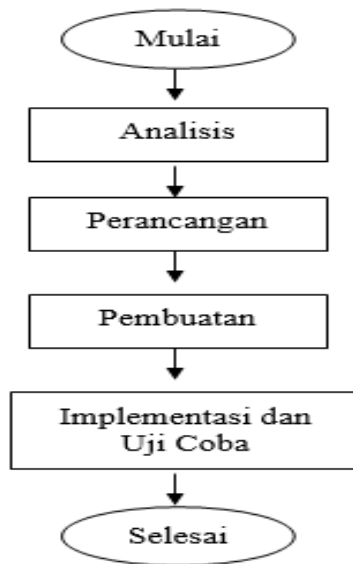 Mulai
Analisis
Perancangan
Pembuatan
Implementasi dan
Uji Coba
Selesai